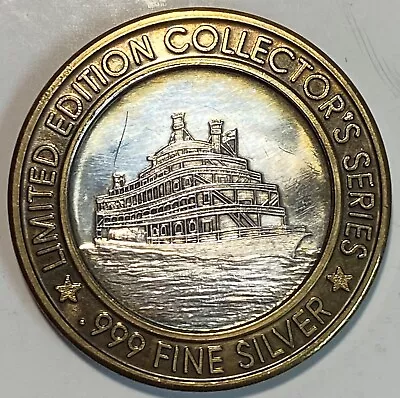 LIMITED EDITION COLLECTOR'S SERIES
.999 FINE SILVER